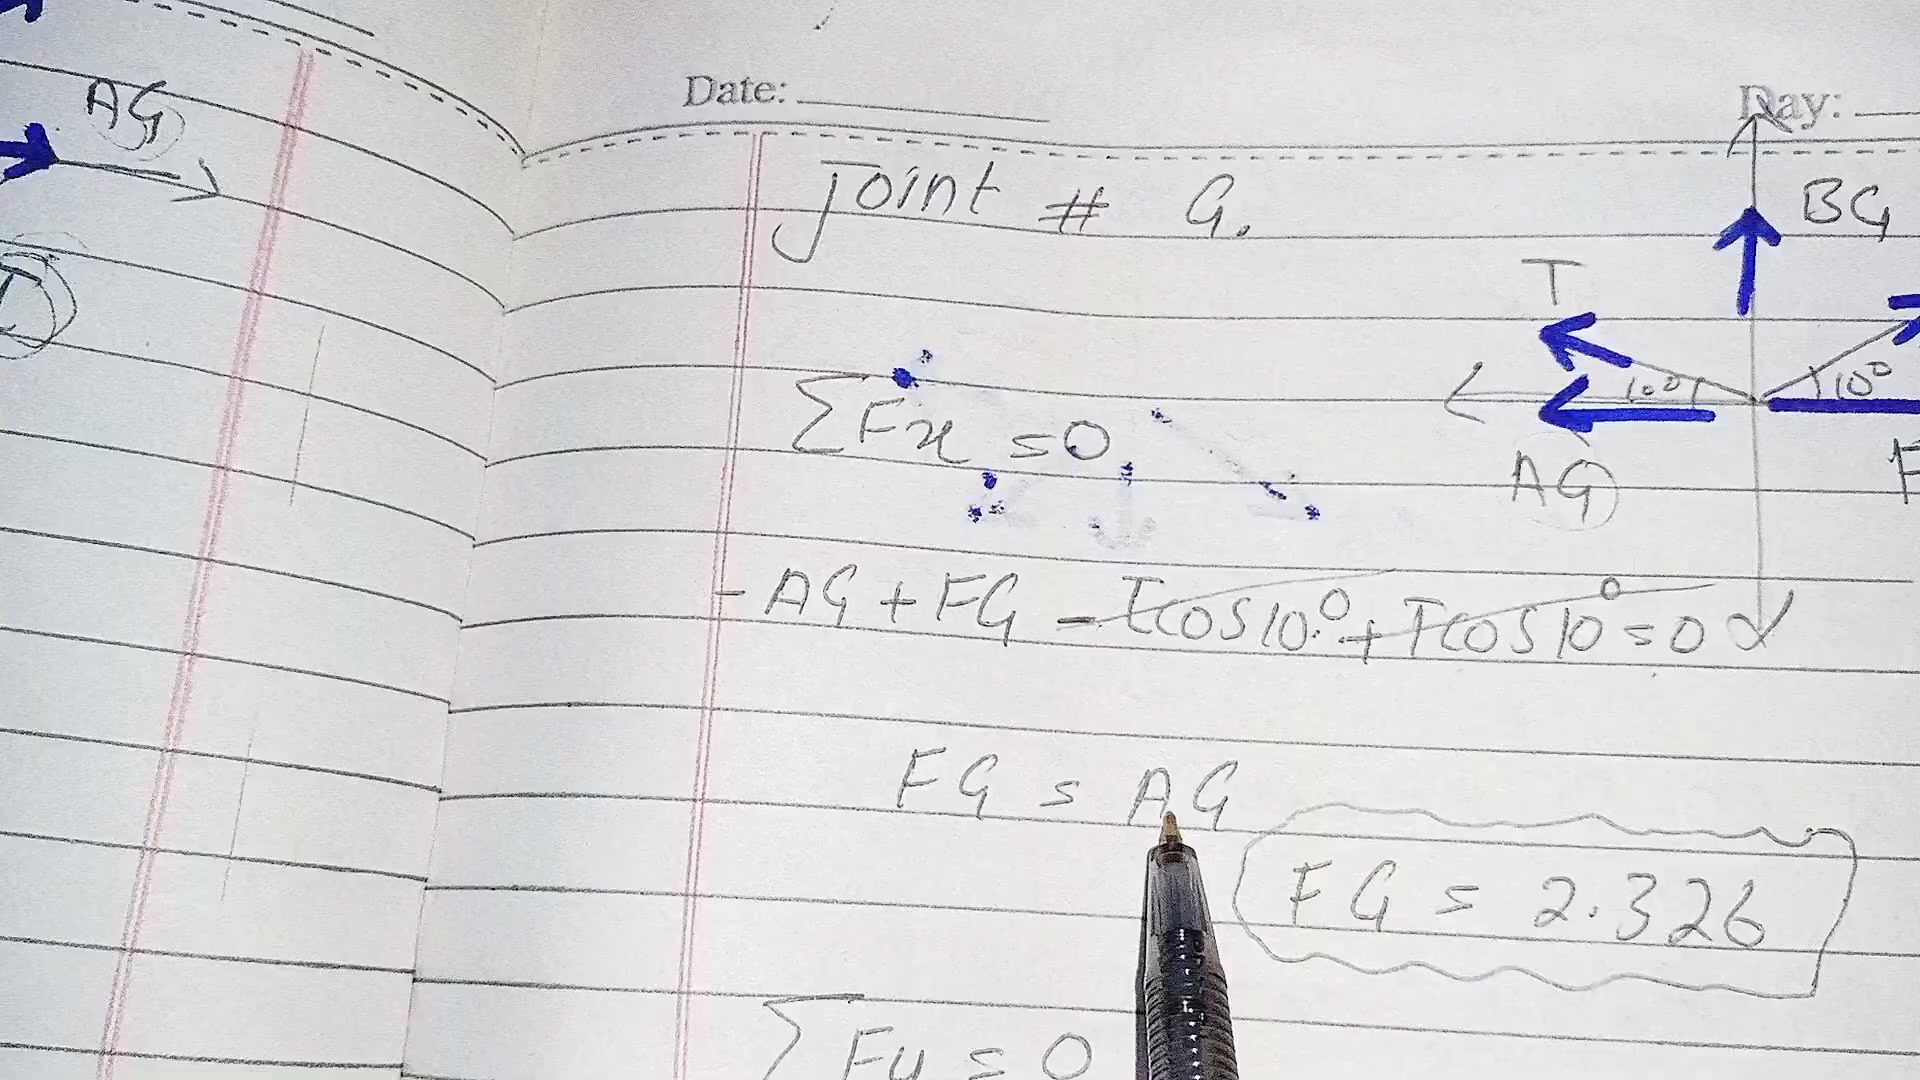 AG
Date:
Day:
Joint # G.
BG
T
10°
10°
AG
F
ΣFx =0
- AG + FG - Tcos10° + Tcos10° = 0
FG = AG
FG = 2.326
ΣFy = 0